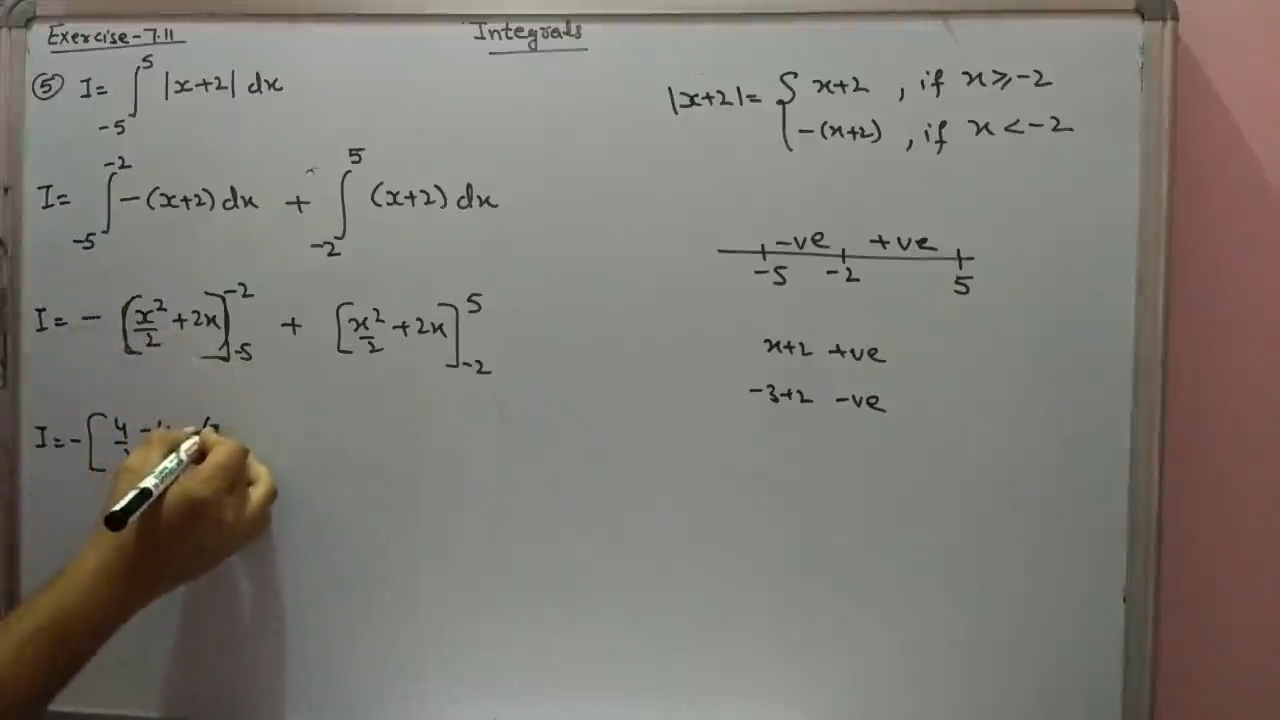 Exercise-7.11
Integrals
⑤ I= ∫_{-5}^{5} |x+2| dx
|x+2|= { x+2 , if x ≥ -2
-(x+2) , if x < -2
I= ∫_{-5}^{-2} -(x+2) dx + ∫_{-2}^{5} (x+2) dx
-ve +ve
-5 -2 5
I= - [x²/2 +2x]_{-5}^{-2} + [x²/2 +2x]_{-2}^{5}
x+2 +ve
-3+2 -ve
I=-[4